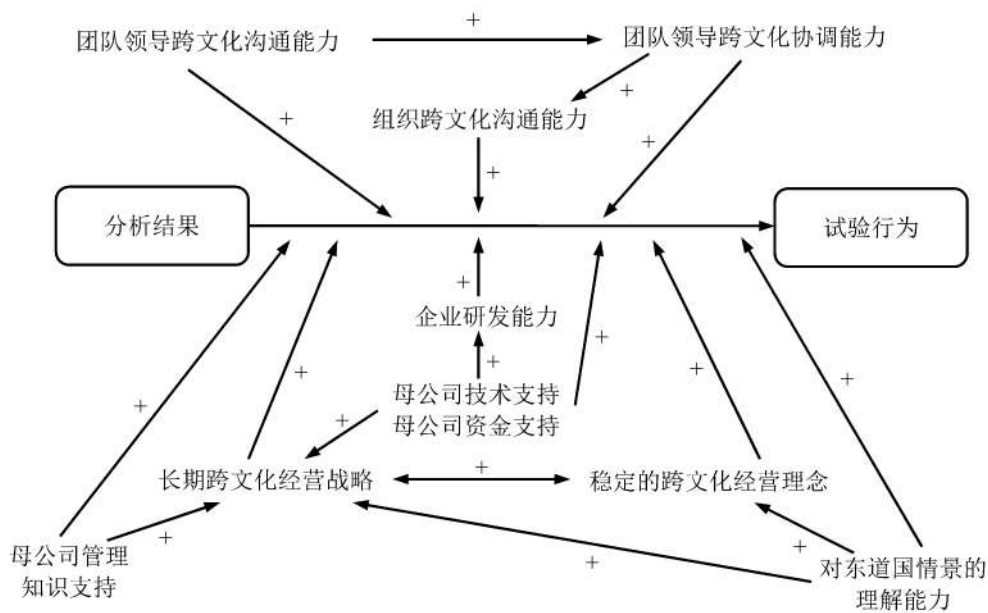 +
团队领导跨文化沟通能力
团队领导跨文化协调能力
+
+
组织跨文化沟通能力
+
+
分析结果
试验行为
+
企业研发能力
+
+
母公司技术支持
母公司资金支持
+
+
+
+
+
长期跨文化经营战略
+
稳定的跨文化经营理念
+
母公司管理
知识支持
+
+
对东道国情景的
理解能力